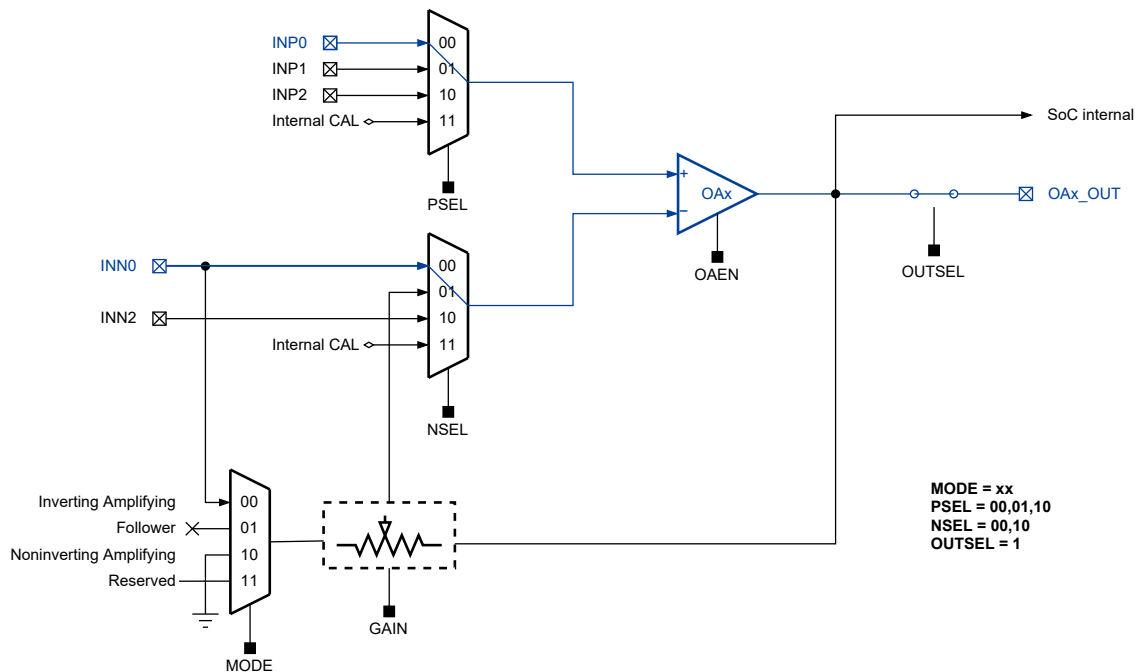 INP0
00
INP1
01
INP2
10
Internal CAL
11
PSEL
SoC internal
+
OAx
−
OAx_OUT
OAEN
OUTSEL
INN0
00
01
INN2
10
Internal CAL
11
NSEL
Inverting Amplifying
00
Follower
01
Noninverting Amplifying
10
Reserved
11
MODE
GAIN
MODE = xx
PSEL = 00,01,10
NSEL = 00,10
OUTSEL = 1